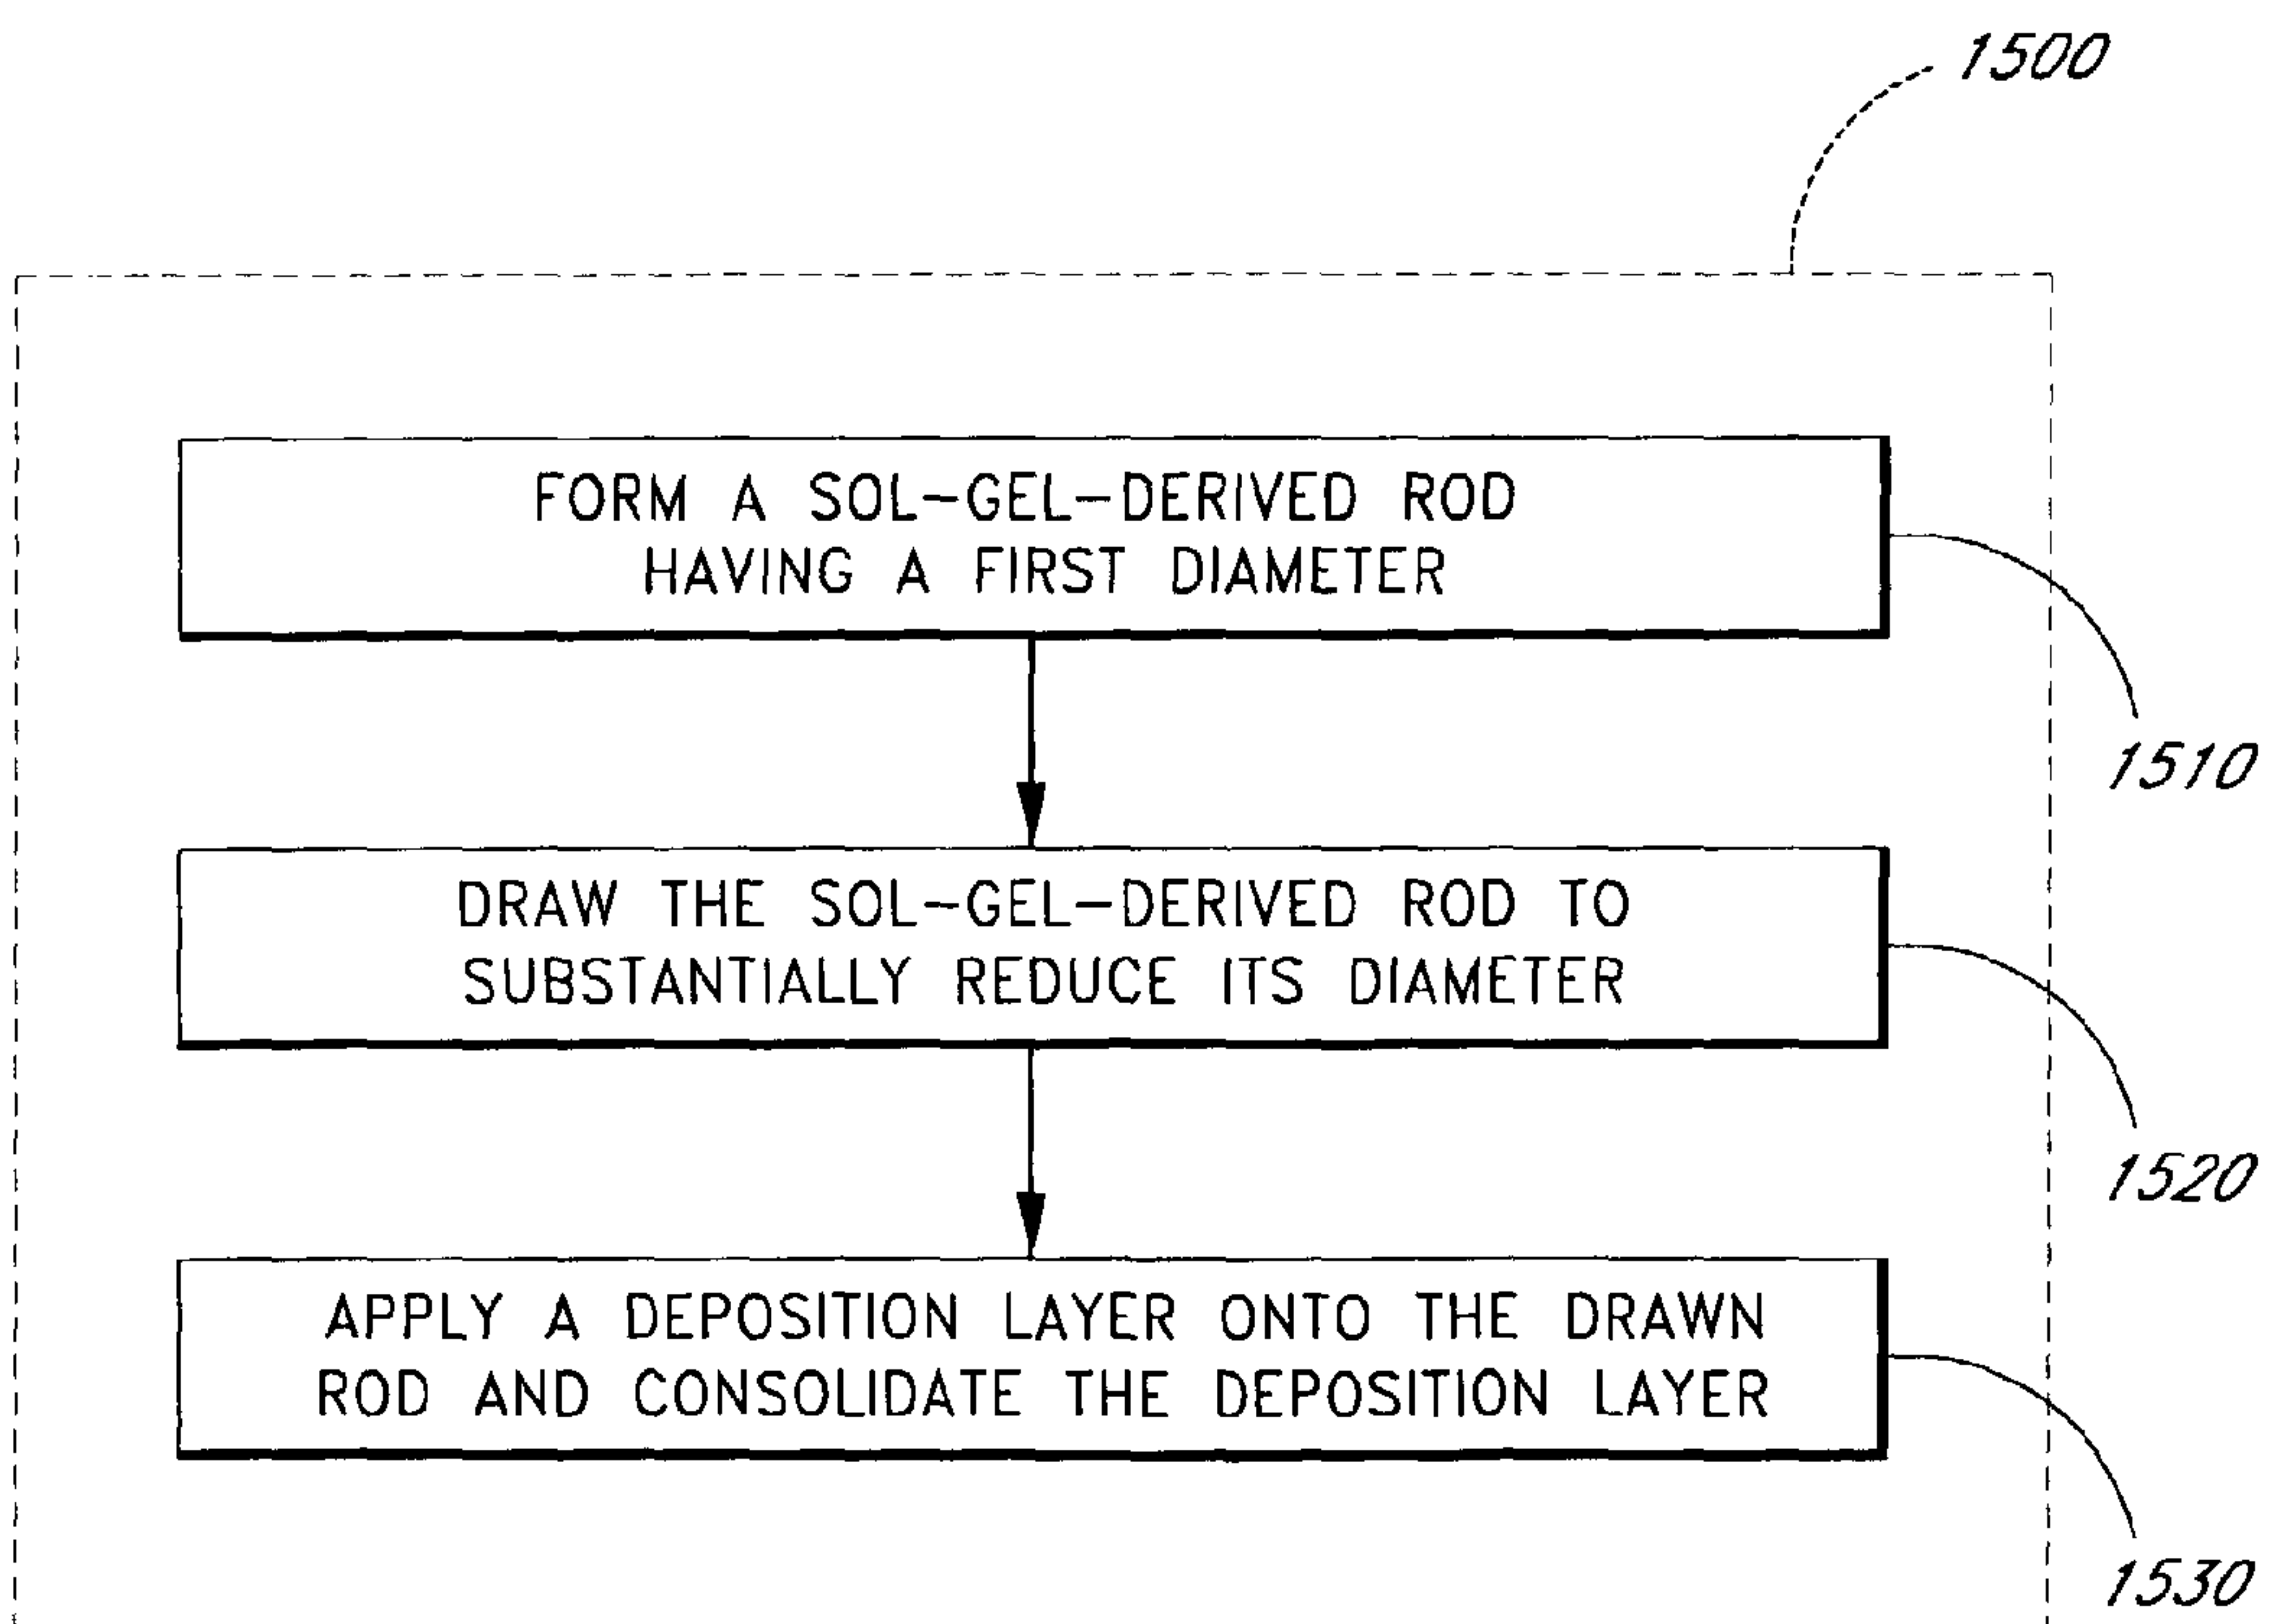 1500
FORM A SOL-GEL-DERIVED ROD
HAVING A FIRST DIAMETER
1510
DRAW THE SOL-GEL-DERIVED ROD TO
SUBSTANTIALLY REDUCE ITS DIAMETER
1520
APPLY A DEPOSITION LAYER ONTO THE DRAWN
ROD AND CONSOLIDATE THE DEPOSITION LAYER
1530